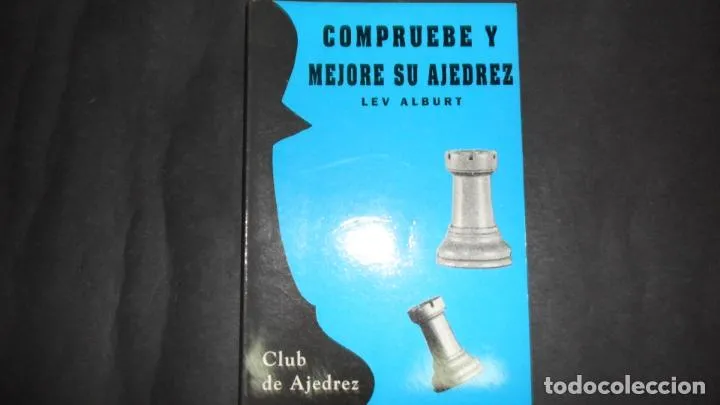 COMPRUEBE Y
MEJORE SU AJEDREZ
LEV ALBURT
Club
de Ajedrez
todocoleccion